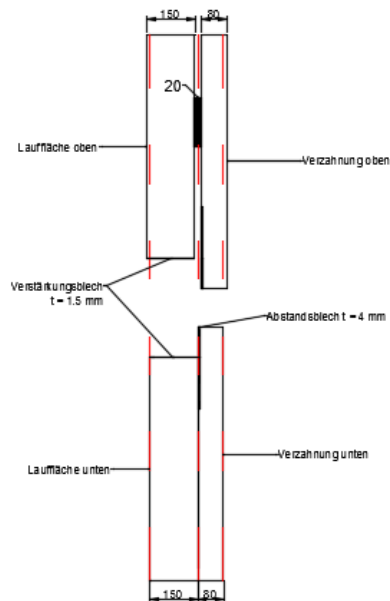 150 80
20
Lauffläche oben
Verzahnung oben
Verstärkungsblech
t = 1.5 mm
Abstandsblech t = 4 mm
Lauffläche unten
Verzahnung unten
150 80